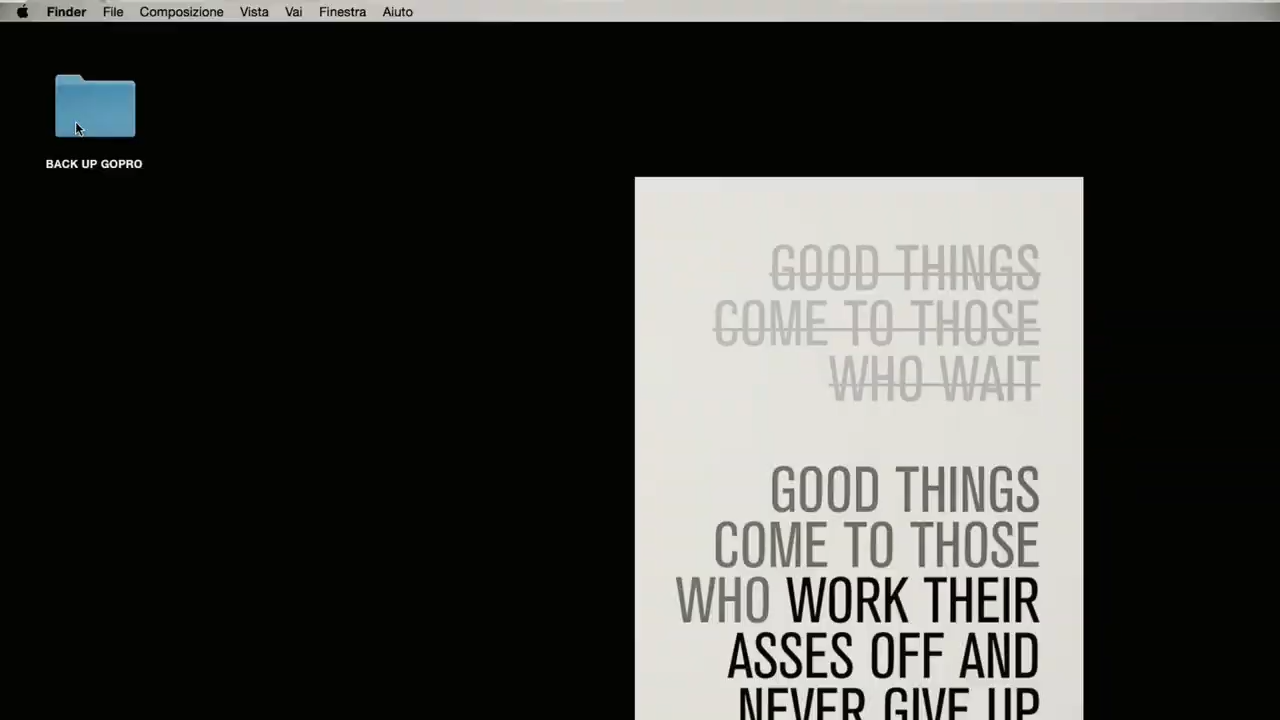 Finder File Composizione Vista Vai Finestra Aiuto
BACK UP GOPRO
GOOD THINGS
COME TO THOSE
WHO WAIT
GOOD THINGS
COME TO THOSE
WHO WORK THEIR
ASSES OFF AND
NEVER GIVE UP